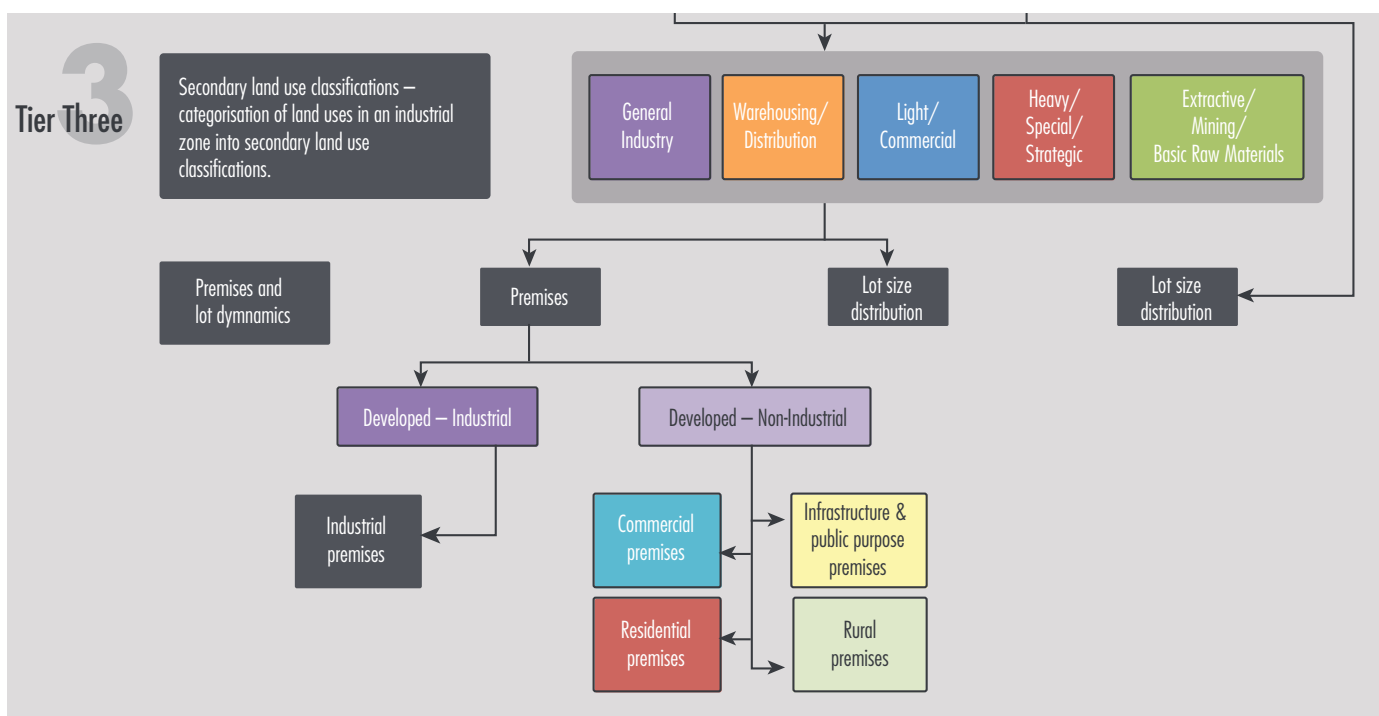 3
Tier Three
Secondary land use classifications –
categorisation of land uses in an industrial
zone into secondary land use
classifications.
General
Industry
Warehousing/
Distribution
Light/
Commercial
Heavy/
Special/
Strategic
Extractive/
Mining/
Basic Raw Materials
Premises and
lot dymnamics
Premises
Lot size
distribution
Lot size
distribution
Developed – Industrial
Developed – Non-Industrial
Industrial
premises
Commercial
premises
Infrastructure &
public purpose
premises
Residential
premises
Rural
premises